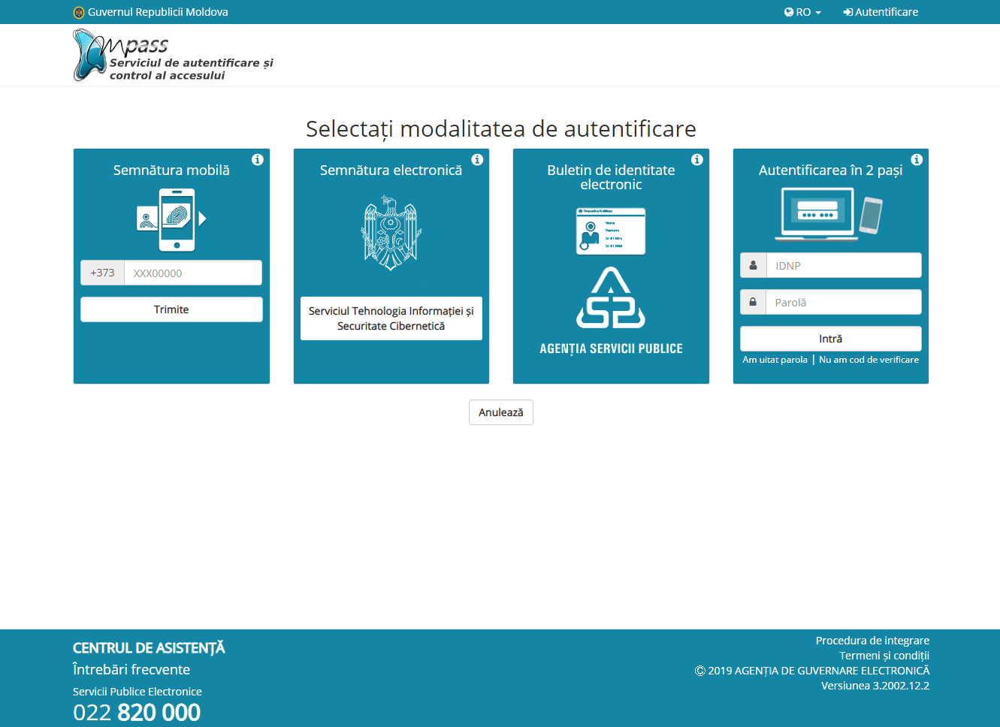 Guvernul Republicii Moldova
RO
Autentificare
Mpass
Serviciul de autentificare și
control al accesului
Selectați modalitatea de autentificare
Semnătura mobilă
+373
XXX00000
Trimite
Semnătura electronică
Serviciul Tehnologia Informației și
Securitate Cibernetică
Buletin de identitate
electronic
Republica Moldova
Nume
Prenume
AGENȚIA SERVICII PUBLICE
Autentificarea în 2 pași
IDNP
Parolă
Intră
Am uitat parola | Nu am cod de verificare
Anulează
CENTRUL DE ASISTENȚĂ
Întrebări frecvente
Servicii Publice Electronice
022 820 000
Procedura de integrare
Termeni și condiții
© 2019 AGENȚIA DE GUVERNARE ELECTRONICĂ
Versiunea 3.2002.12.2